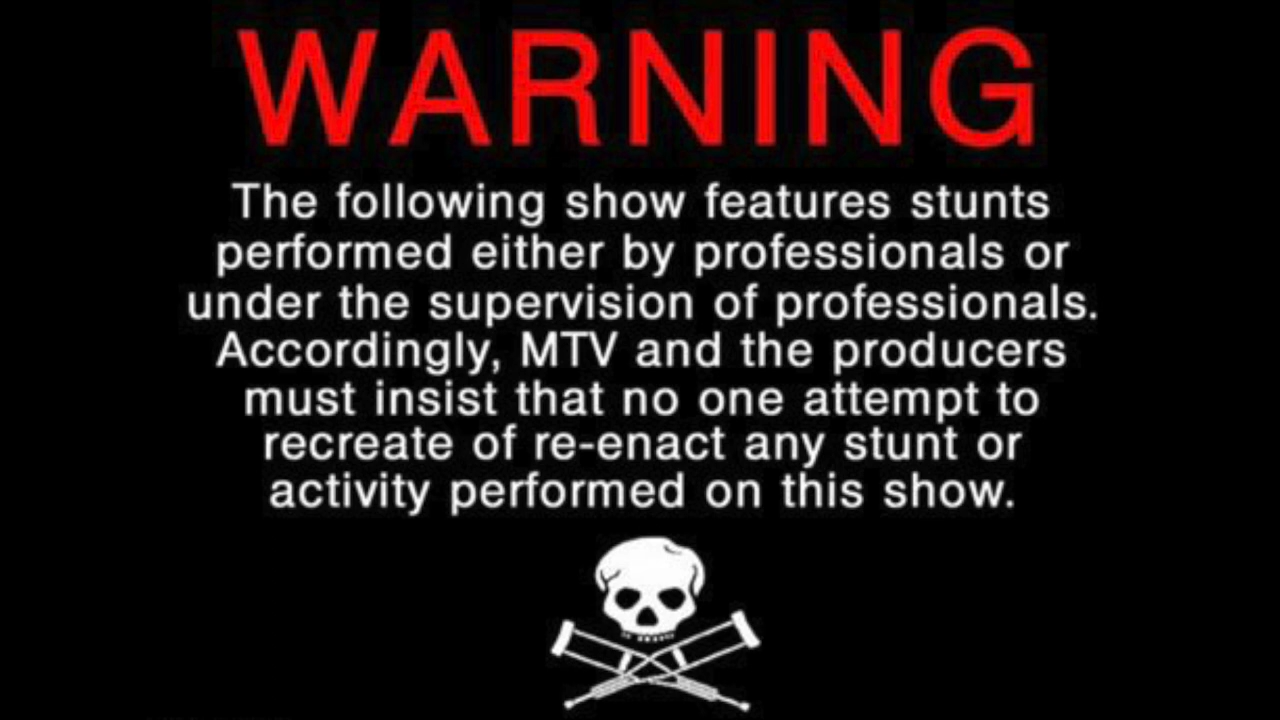 WARNING
The following show features stunts
performed either by professionals or
under the supervision of professionals.
Accordingly, MTV and the producers
must insist that no one attempt to
recreate of re-enact any stunt or
activity performed on this show.